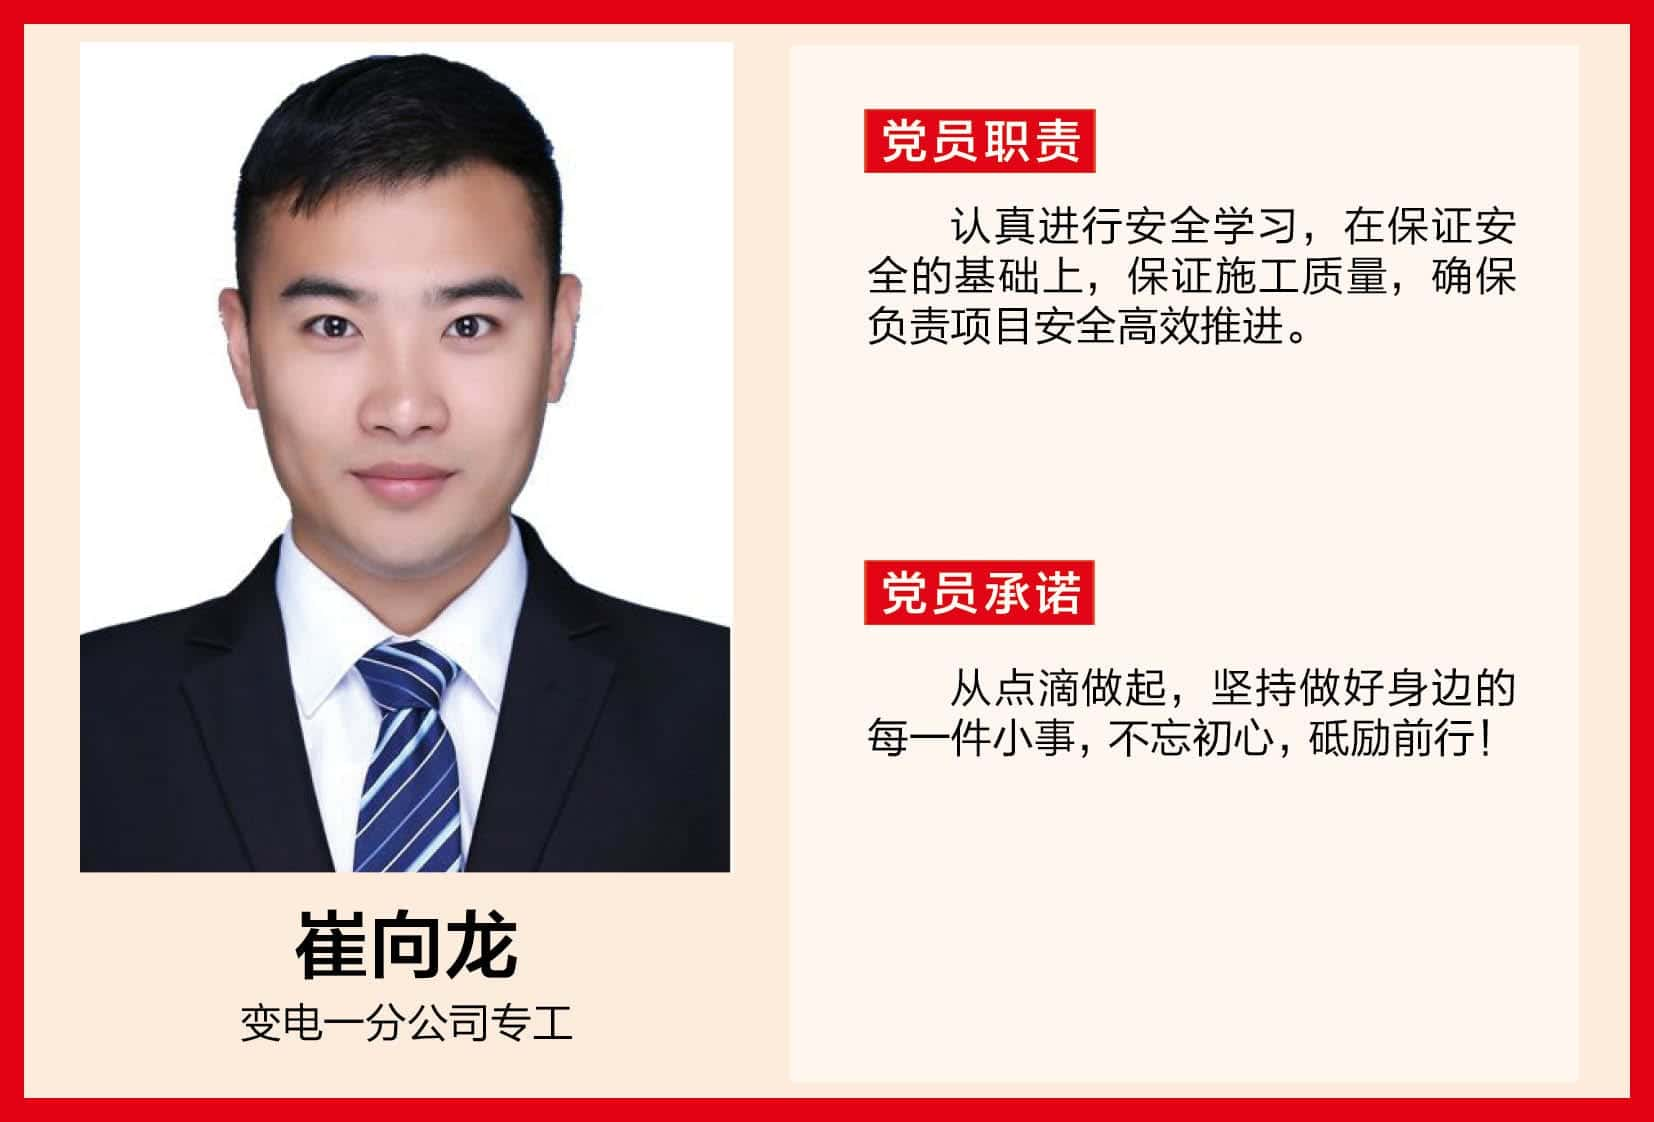 党员职责
认真进行安全学习，在保证安
全的基础上，保证施工质量，确保
负责项目安全高效推进。
党员承诺
从点滴做起，坚持做好身边的
每一件小事，不忘初心，砥励前行！
崔向龙
变电一分公司专工